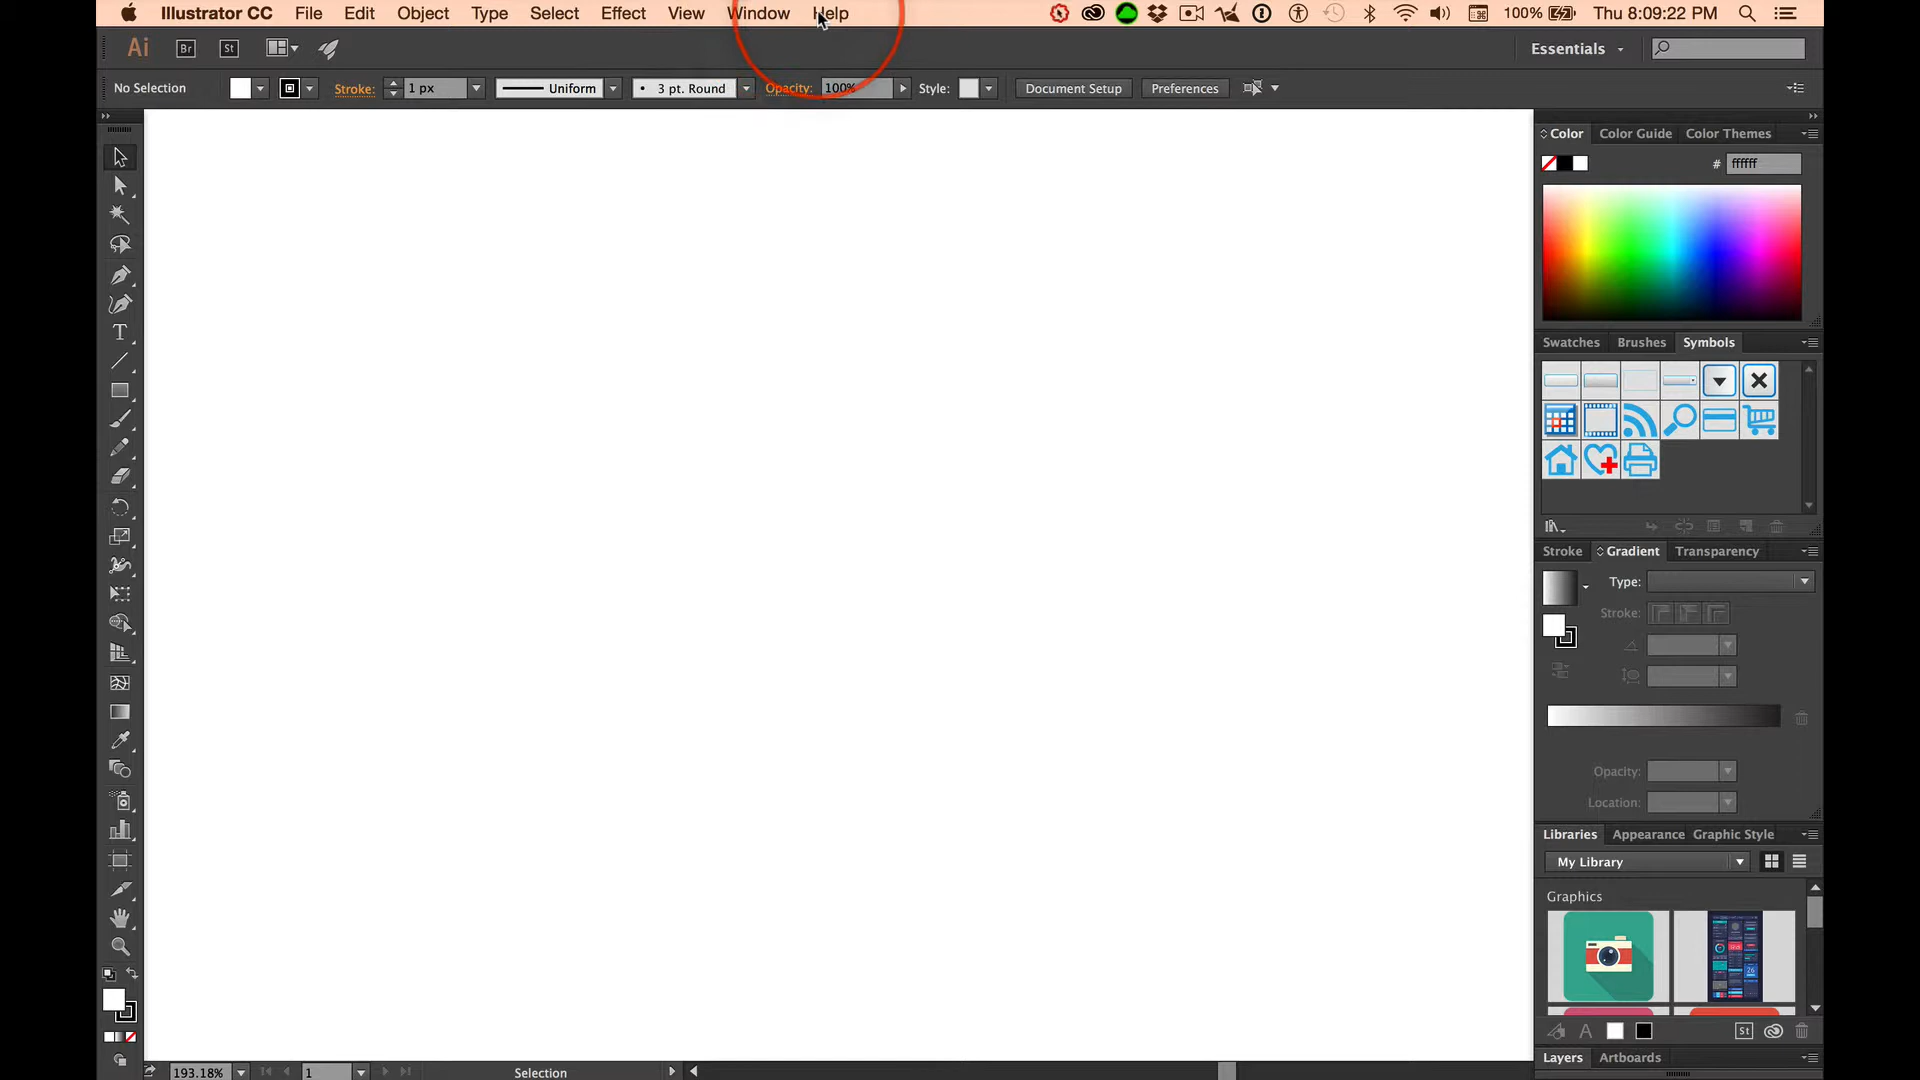 Illustrator CC File Edit Object Type Select Effect View Window Help 100% Thu 8:09:22 PM
Ai Br St Essentials
No Selection Stroke: 1 px Uniform 3 pt. Round Opacity: 100% Style: Document Setup Preferences
Color Color Guide Color Themes
# ffffff
Swatches Brushes Symbols
Stroke Gradient Transparency
Type:
Stroke:
Opacity:
Location:
Libraries Appearance Graphic Style
My Library
Graphics
26
St
Layers Artboards
193.18% 1 Selection